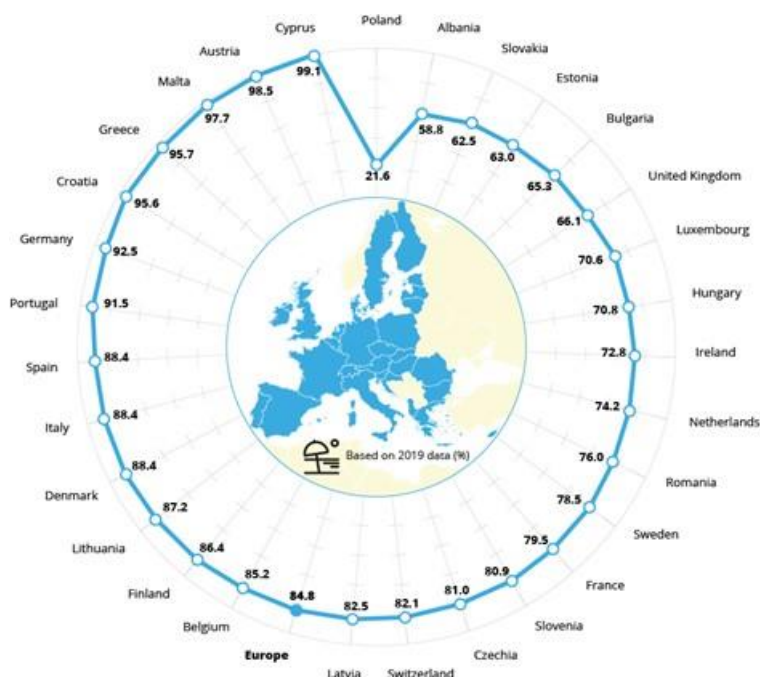 Poland
21.6
Albania
58.8
Slovakia
62.5
Estonia
63.0
Bulgaria
65.3
United Kingdom
66.1
Luxembourg
70.6
Hungary
70.8
Ireland
72.8
Netherlands
74.2
Romania
76.0
Sweden
78.5
France
79.5
Slovenia
80.9
Czechia
81.0
Switzerland
82.1
Latvia
82.5
Europe
84.8
Belgium
85.2
Finland
86.4
Lithuania
87.2
Denmark
88.4
Italy
88.4
Spain
88.4
Portugal
91.5
Germany
92.5
Croatia
95.6
Greece
95.7
Malta
97.7
Austria
98.5
Cyprus
99.1
Based on 2019 data (%)